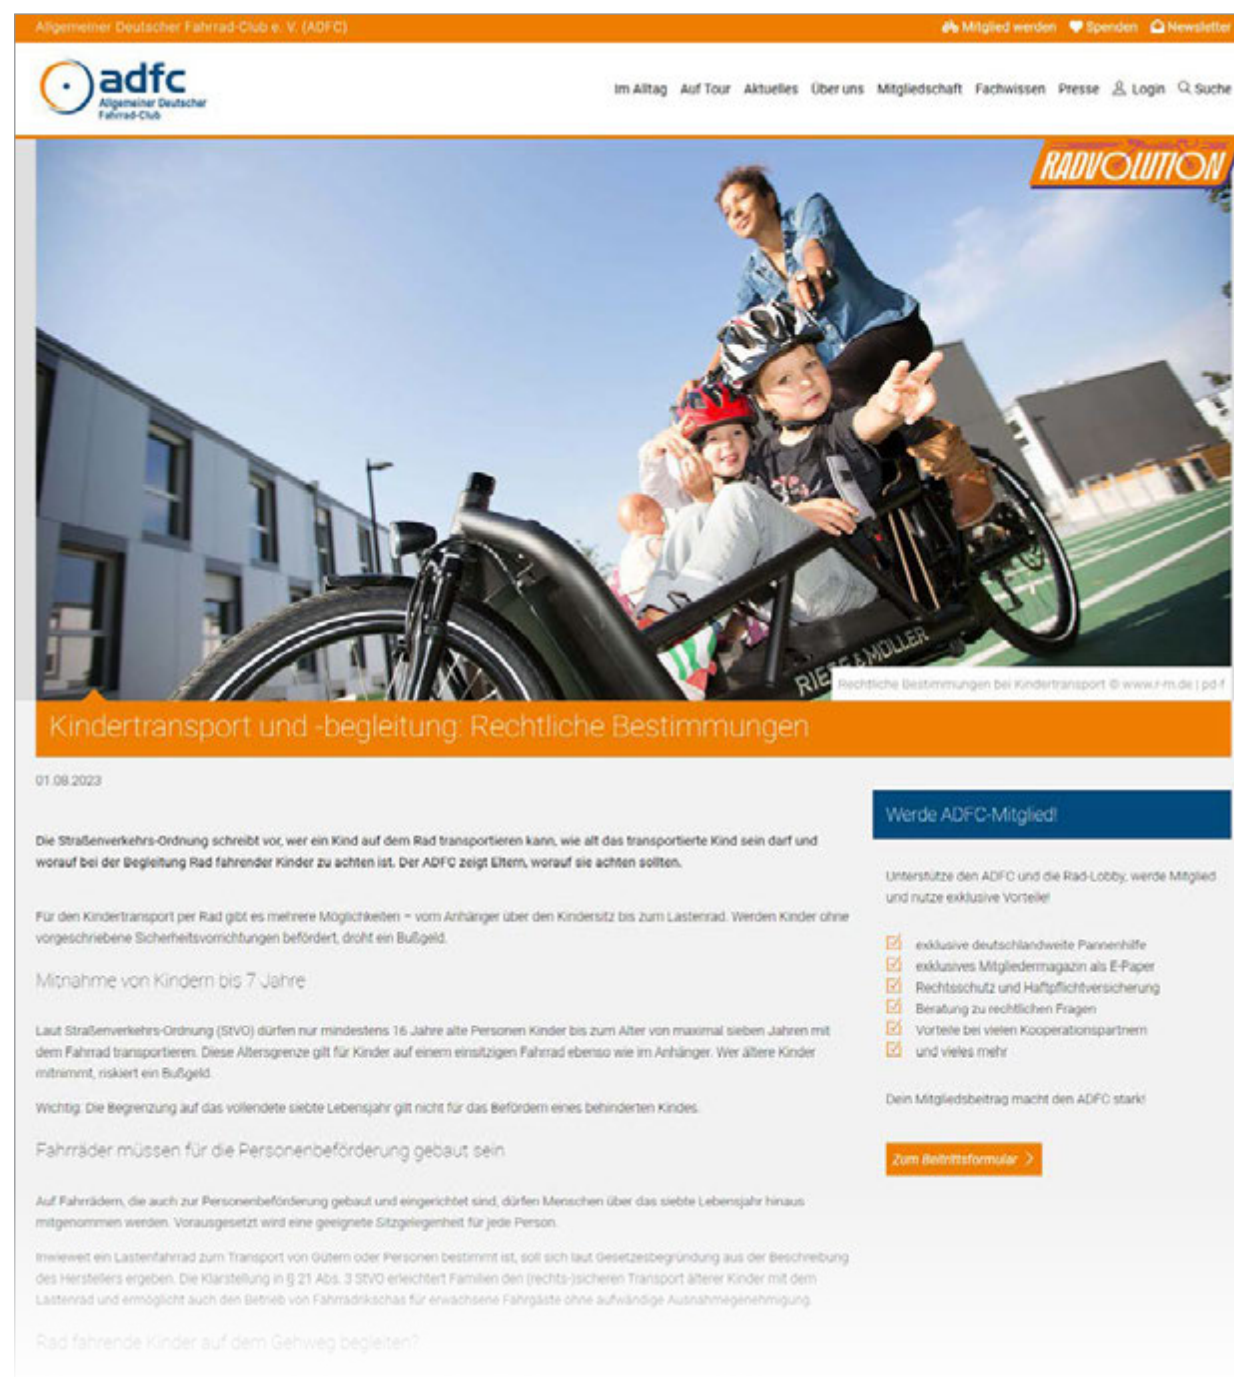 Allgemeiner Deutscher Fahrrad-Club e. V. (ADFC)
Mitglied werden Spenden Newsletter
adfc
Allgemeiner Deutscher
Fahrrad-Club
Im Alltag Auf Tour Aktuelles Über uns Mitgliedschaft Fachwissen Presse Login Suche
RADVOLUTION
RIESE & MÜLLER
Rechtliche Bestimmungen bei Kindertransport © www.r-m.de | pd-f
Kindertransport und -begleitung: Rechtliche Bestimmungen
01.08.2023
Die Straßenverkehrs-Ordnung schreibt vor, wer ein Kind auf dem Rad transportieren kann, wie alt das transportierte Kind sein darf und
worauf bei der Begleitung Rad fahrender Kinder zu achten ist. Der ADFC zeigt Eltern, worauf sie achten sollten.
Für den Kindertransport per Rad gibt es mehrere Möglichkeiten – vom Anhänger über den Kindersitz bis zum Lastenrad. Werden Kinder ohne
vorgeschriebene Sicherheitsvorrichtungen befördert, droht ein Bußgeld.
Mitnahme von Kindern bis 7 Jahre
Laut Straßenverkehrs-Ordnung (StVO) dürfen nur mindestens 16 Jahre alte Personen Kinder bis zum Alter von maximal sieben Jahren mit
dem Fahrrad transportieren. Diese Altersgrenze gilt für Kinder auf einem einsitzigen Fahrrad ebenso wie im Anhänger. Wer ältere Kinder
mitnimmt, riskiert ein Bußgeld.
Wichtig: Die Begrenzung auf das vollendete siebte Lebensjahr gilt nicht für das Befördern eines behinderten Kindes.
Fahrräder müssen für die Personenbeförderung gebaut sein
Auf Fahrrädern, die auch zur Personenbeförderung gebaut und eingerichtet sind, dürfen Menschen über das siebte Lebensjahr hinaus
mitgenommen werden. Vorausgesetzt wird eine geeignete Sitzgelegenheit für jede Person.
Inwieweit ein Lastenfahrrad zum Transport von Gütern oder Personen bestimmt ist, soll sich laut Gesetzesbegründung aus der Beschreibung
des Herstellers ergeben. Die Klarstellung in § 21 Abs. 3 StVO erleichtert Familien den (rechts-)sicheren Transport älterer Kinder mit dem
Lastenrad und ermöglicht auch den Betrieb von Fahrradrikschas für erwachsene Fahrgäste ohne aufwändige Ausnahmegenehmigung.
Rad fahrende Kinder auf dem Gehweg begleiten?
Werde ADFC-Mitglied!
Unterstütze den ADFC und die Rad-Lobby, werde Mitglied
und nutze exklusive Vorteile!
exklusive deutschlandweite Pannenhilfe
exklusives Mitgliedermagazin als E-Paper
Rechtsschutz und Haftpflichtversicherung
Beratung zu rechtlichen Fragen
Vorteile bei vielen Kooperationspartnern
und vieles mehr
Dein Mitgliedsbeitrag macht den ADFC stark!
Zum Beitrittsformular